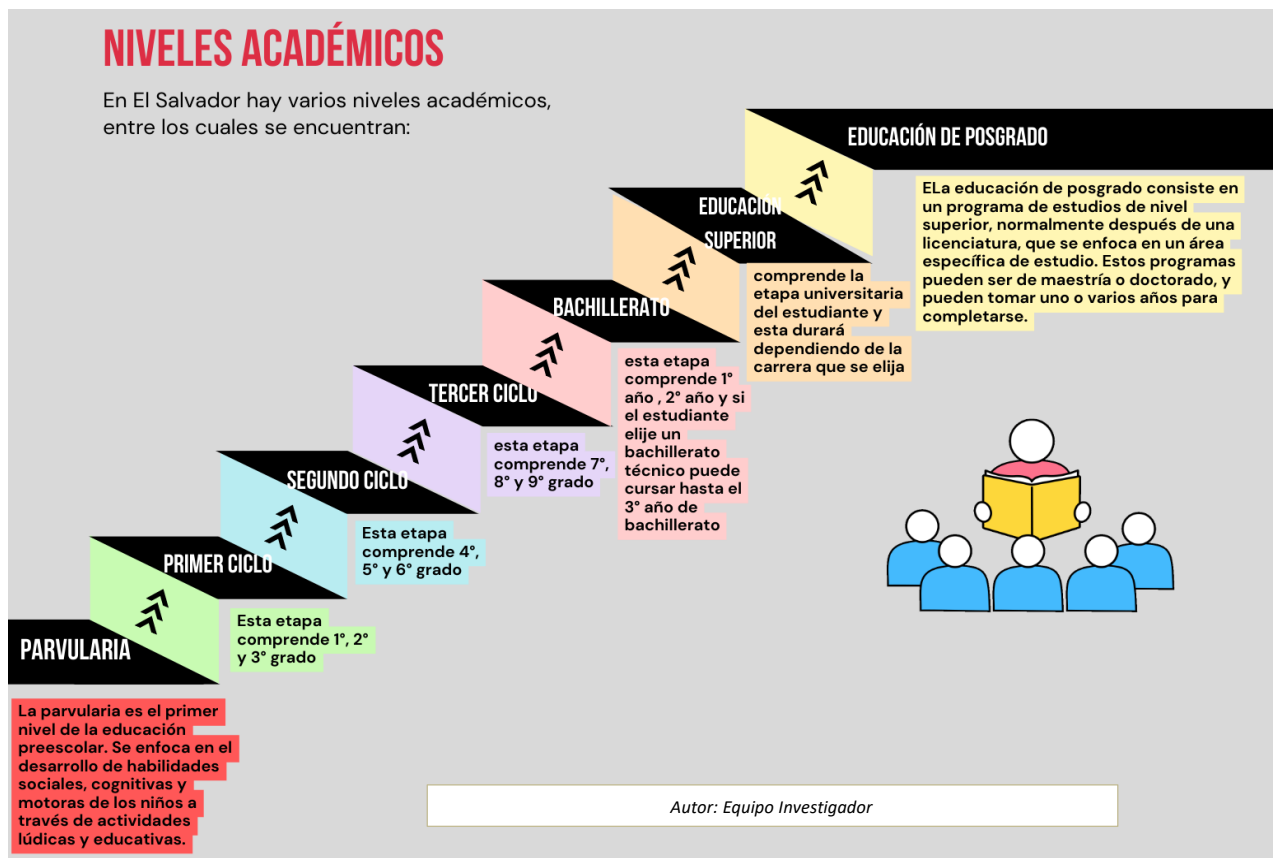 NIVELES ACADÉMICOS
En El Salvador hay varios niveles académicos,
entre los cuales se encuentran:
PARVULARIA
La parvularia es el primer
nivel de la educación
preescolar. Se enfoca en el
desarrollo de habilidades
sociales, cognitivas y
motoras de los niños a
través de actividades
lúdicas y educativas.
PRIMER CICLO
Esta etapa
comprende 1°, 2°
y 3° grado
SEGUNDO CICLO
Esta etapa
comprende 4°,
5° y 6° grado
TERCER CICLO
esta etapa
comprende 7°,
8° y 9° grado
BACHILLERATO
esta etapa
comprende 1°
año , 2° año y si
el estudiante
elije un
bachillerato
técnico puede
cursar hasta el
3° año de
bachillerato
EDUCACIÓN
SUPERIOR
comprende la
etapa universitaria
del estudiante y
esta durará
dependiendo de la
carrera que se elija
EDUCACIÓN DE POSGRADO
ELa educación de posgrado consiste en
un programa de estudios de nivel
superior, normalmente después de una
licenciatura, que se enfoca en un área
específica de estudio. Estos programas
pueden ser de maestría o doctorado, y
pueden tomar uno o varios años para
completarse.
Autor: Equipo Investigador